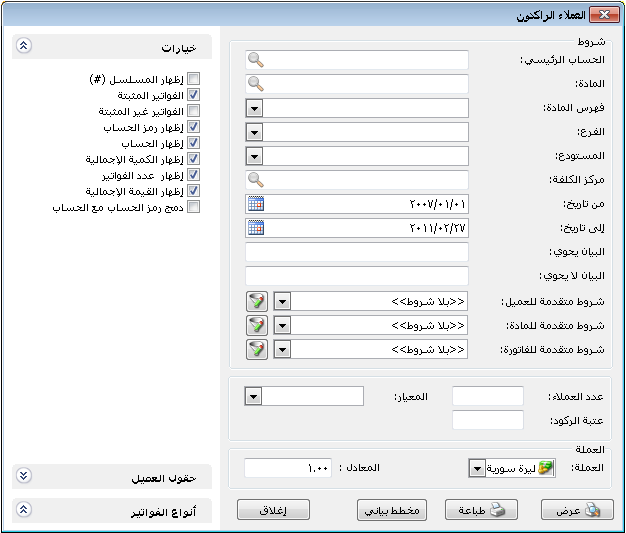 العملاء الراكدون
شروط
الحساب الرئيسي:
المادة:
فهرس المادة:
الفرع:
المستودع:
مركز الكلفة:
من تاريخ: ٢٠٠٧/٠١/٠١
إلى تاريخ: ٢٠١١/٠٢/٢٧
البيان يحوي:
البيان لا يحوي:
شروط متقدمة للعميل: <<بلا شروط>>
شروط متقدمة للمادة: <<بلا شروط>>
شروط متقدمة للفاتورة: <<بلا شروط>>
عدد العملاء: المعيار:
عتبة الركود:
العملة
العملة: ليرة سورية المعادل : ١.٠٠
عرض طباعة مخطط بياني إغلاق
خيارات
إظهار المسلسل (#)
الفواتير المثبتة
الفواتير غير المثبتة
إظهار رمز الحساب
إظهار الحساب
إظهار الكمية الإجمالية
إظهار عدد الفواتير
إظهار القيمة الإجمالية
دمج رمز الحساب مع الحساب
حقول العميل
أنواع الفواتير